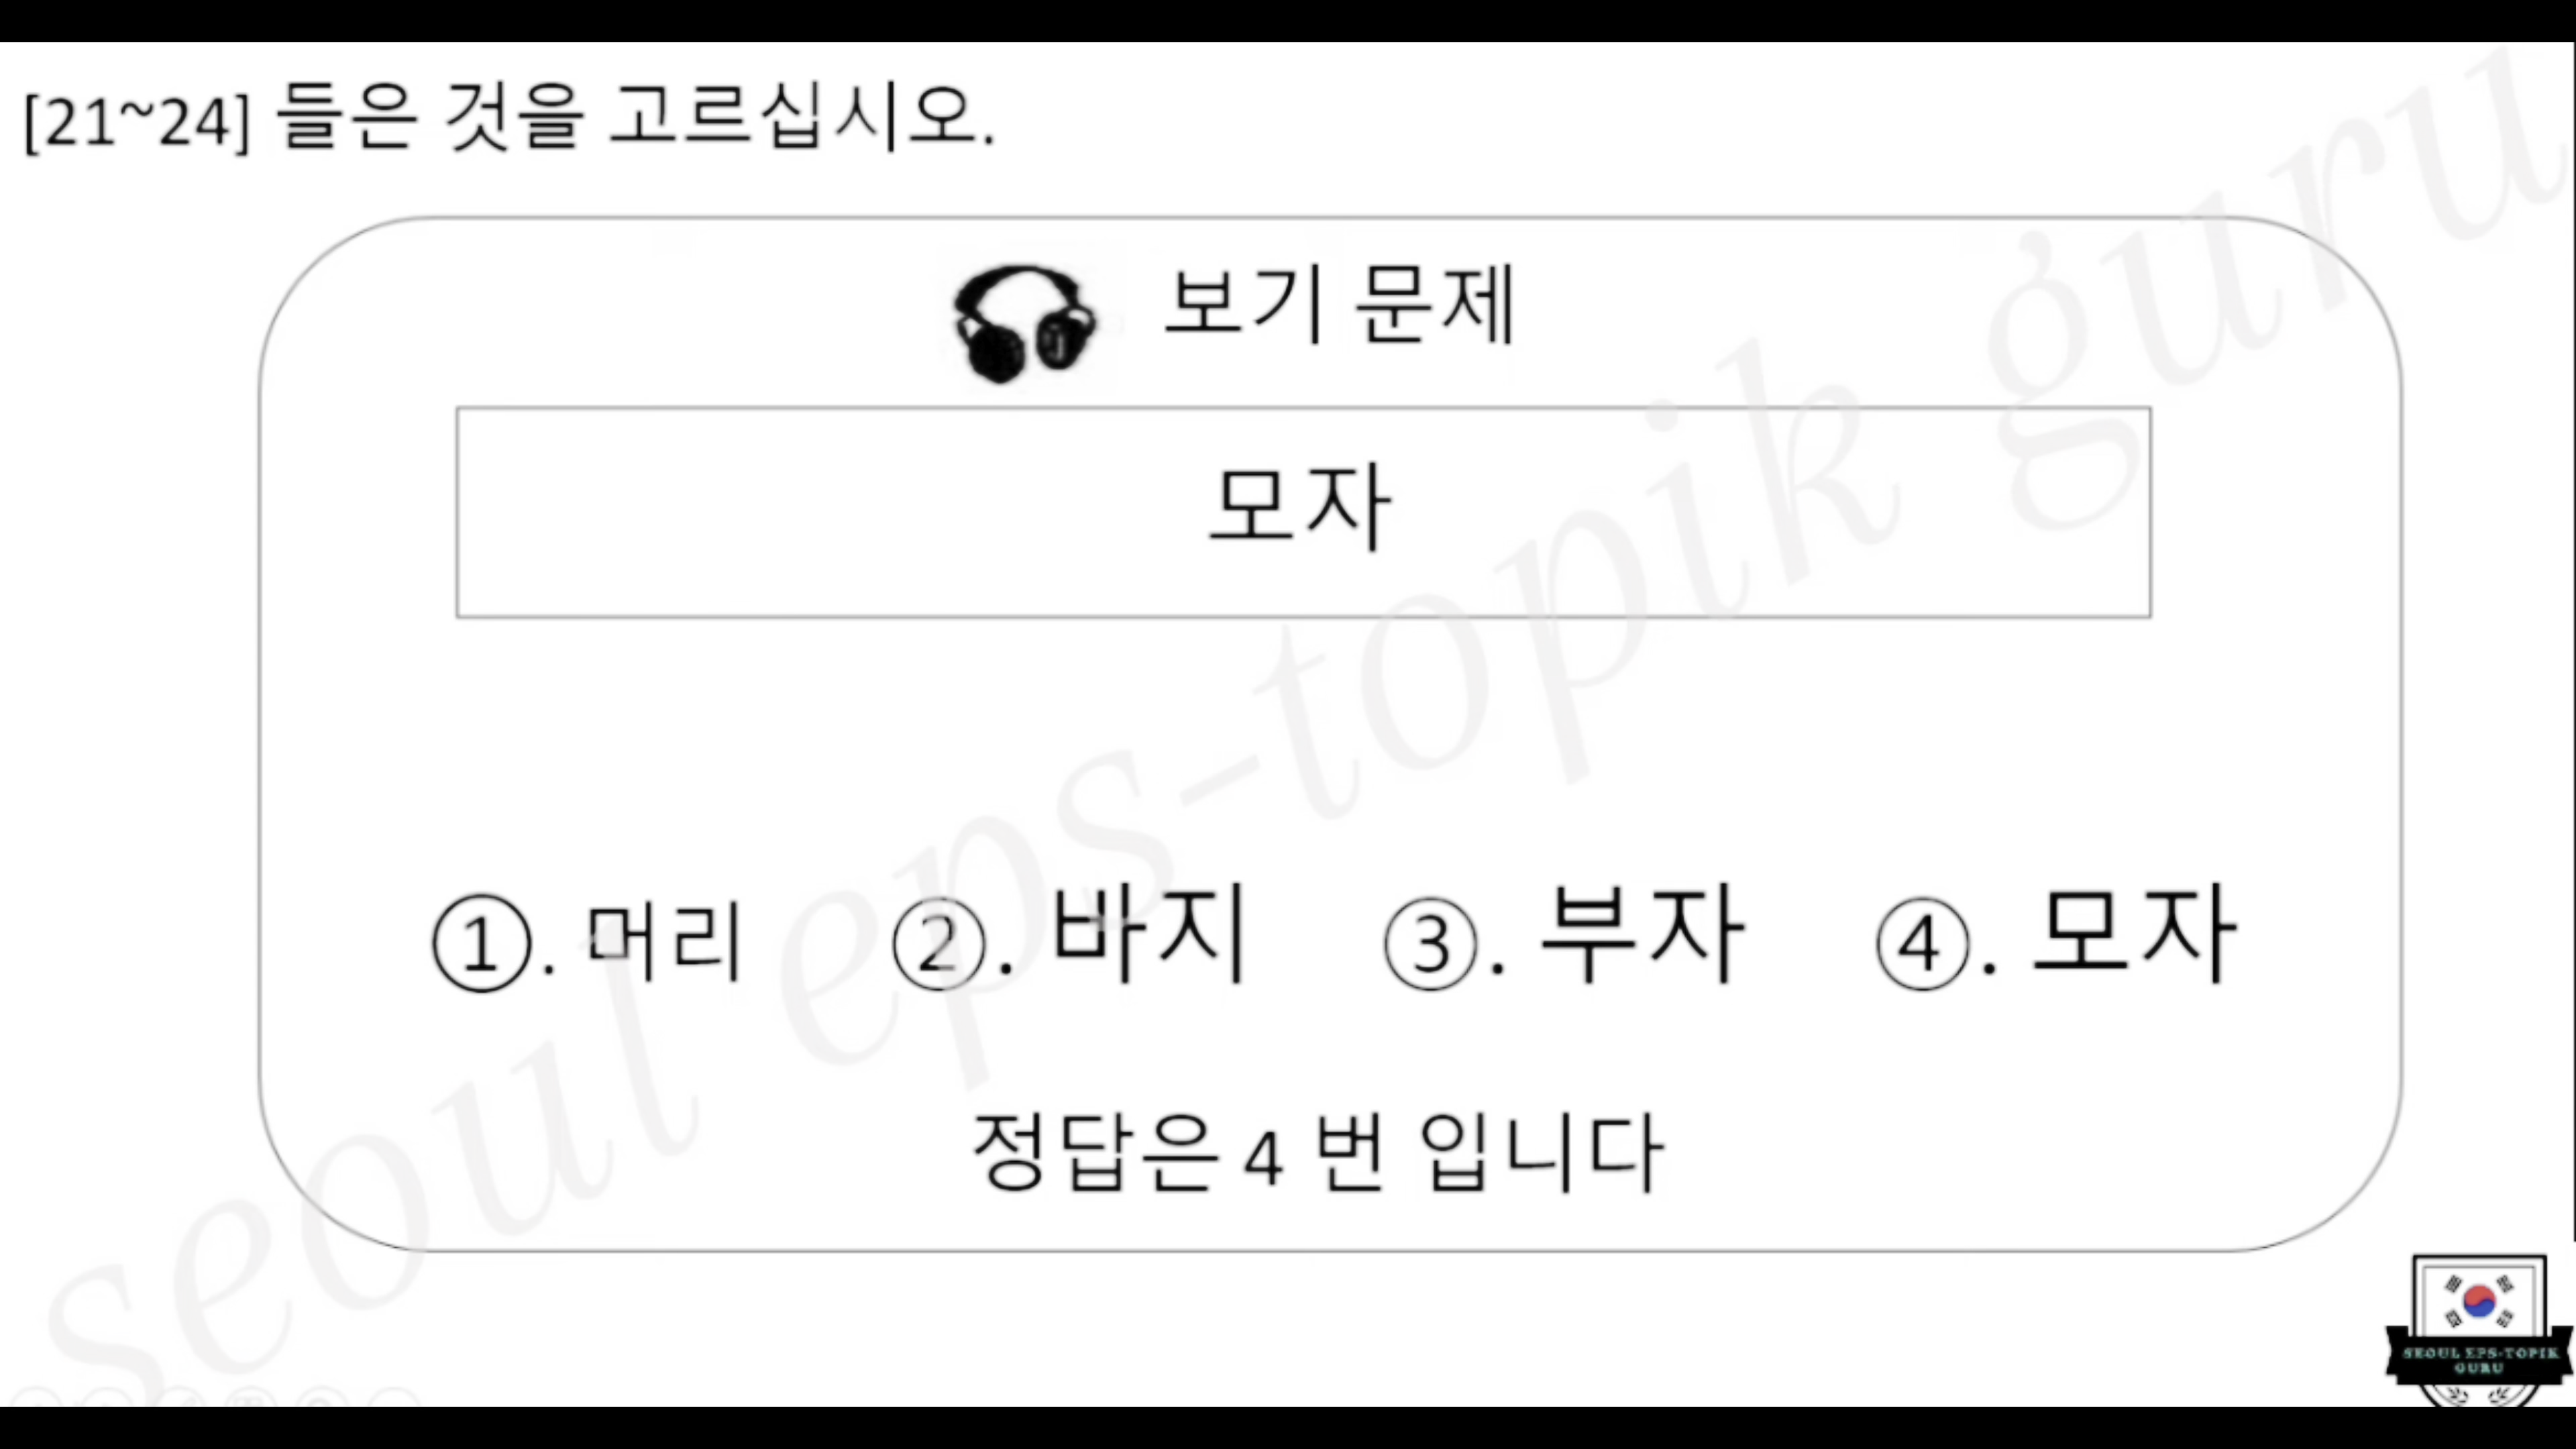 [21~24] 들은 것을 고르십시오.
보기 문제
모자
①. 머리 ②. 바지 ③. 부자 ④. 모자
정답은 4 번 입니다
seoul eps-topik guru
SEOUL EPS-TOPIK
GURU